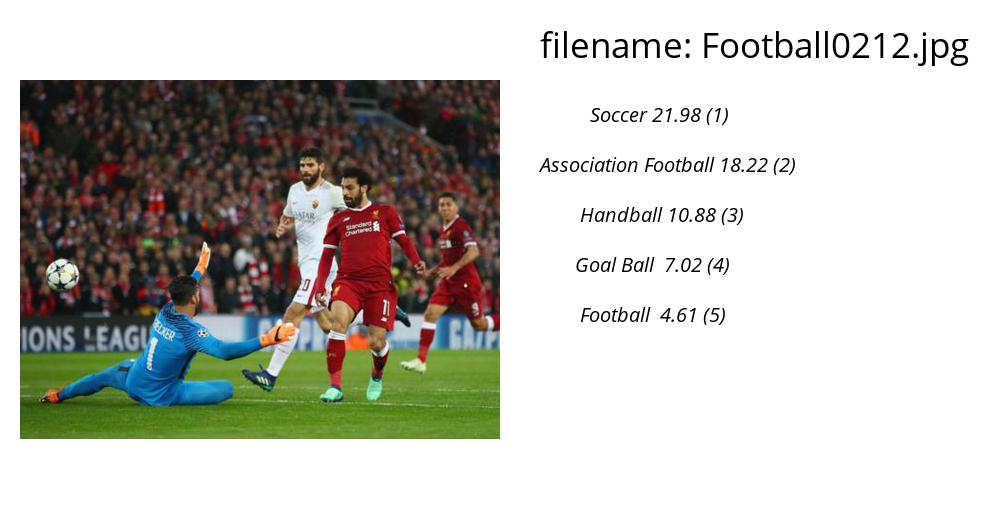 filename: Football0212.jpg
Soccer 21.98 (1)
Association Football 18.22 (2)
Handball 10.88 (3)
Goal Ball 7.02 (4)
Football 4.61 (5)
QATAR
Standard
Chartered
11
IONS LEAGU
BECKER
1